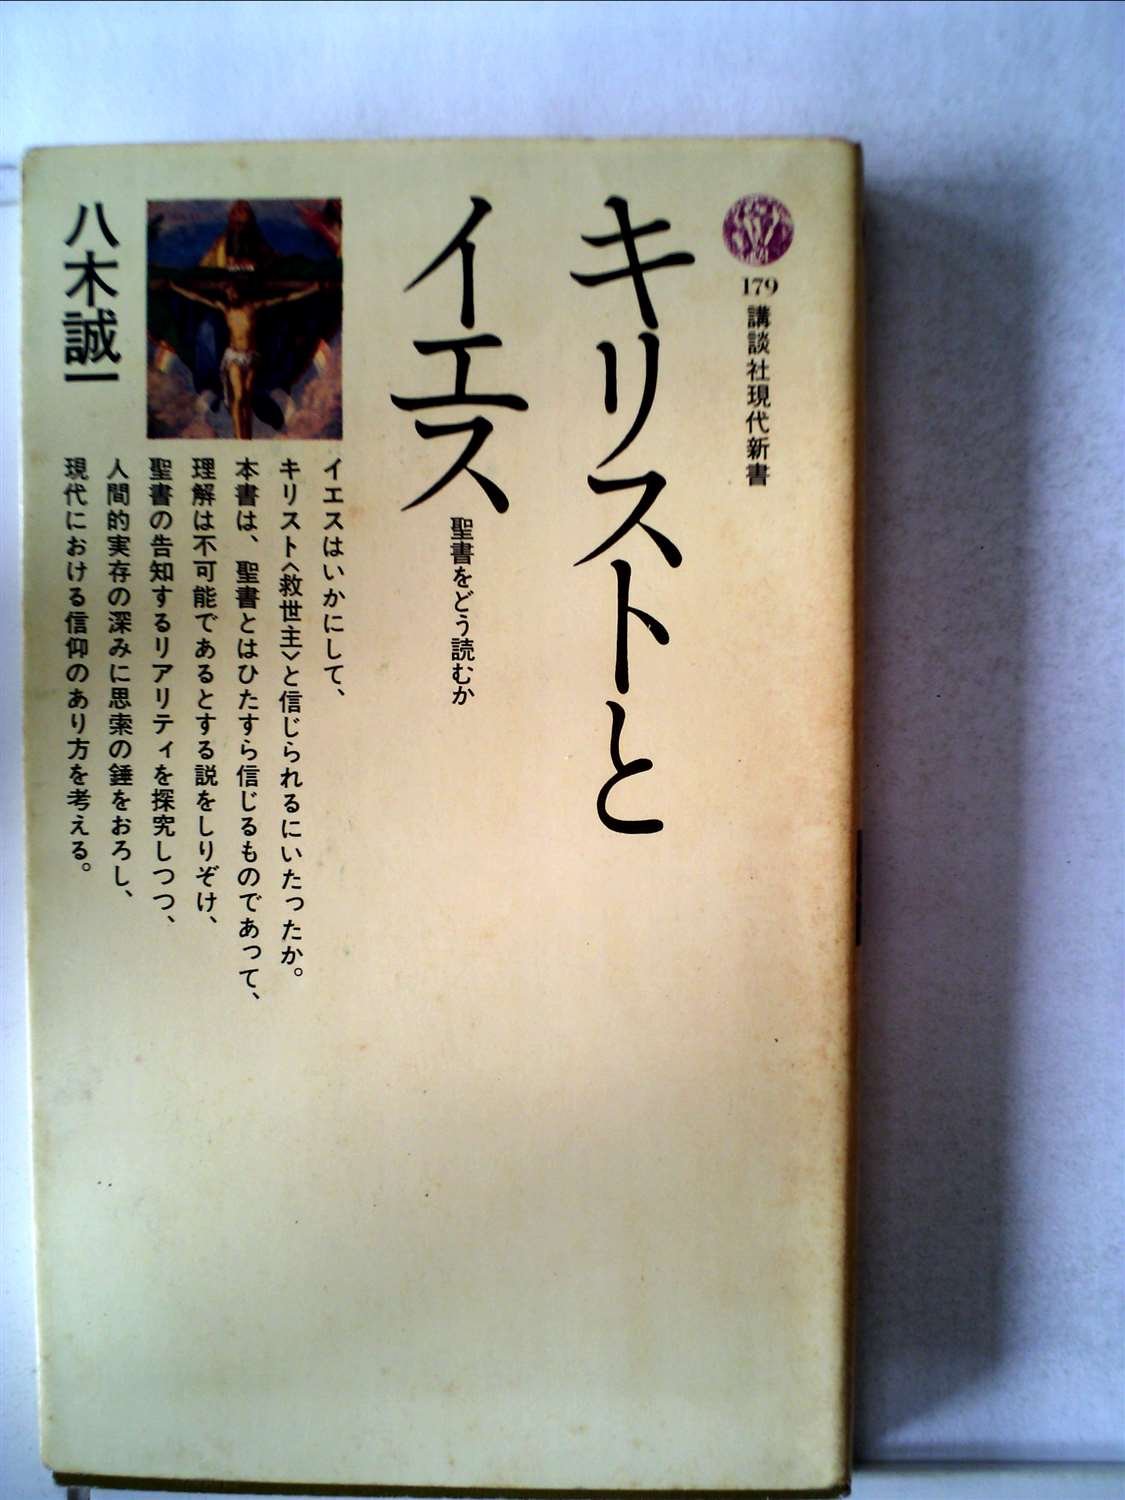 179
講談社現代新書
キリストと
イエス
聖書をどう読むか
イエスはいかにして、
キリスト〈救世主〉と信じられるにいたったか。
本書は、聖書とはひたすら信じるものであって、
理解は不可能であるとする説をしりぞけ、
聖書の告知するリアリティを探究しつつ、
人間的実存の深みに思索の錘をおろし、
現代における信仰のあり方を考える。
八木誠一